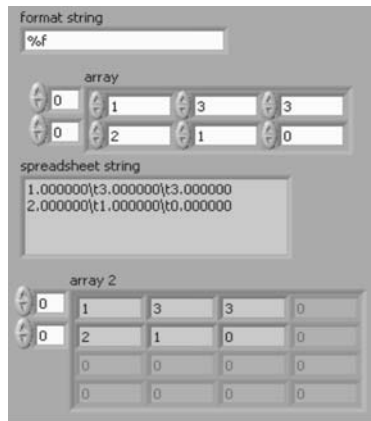 format string
%f
array
0 1 3 3
0 2 1 0
spreadsheet string
1.000000\t3.000000\t3.000000
2.000000\t1.000000\t0.000000
array 2
0 1 3 3 0
0 2 1 0 0
0 0 0 0
0 0 0 0